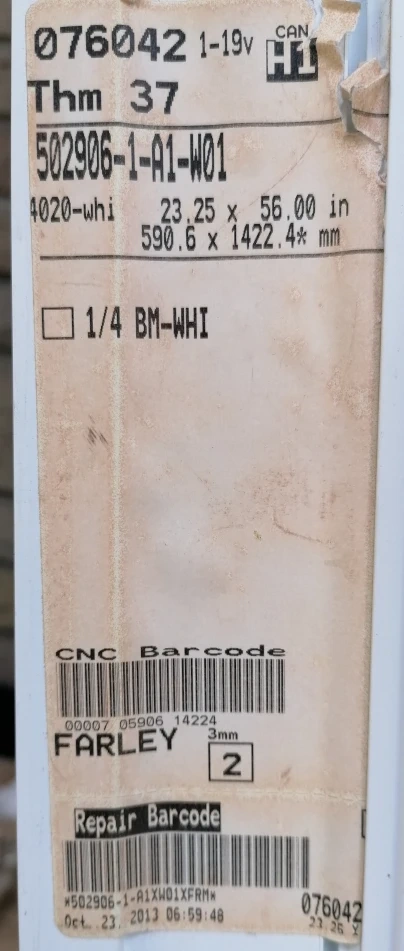 076042 1-19v CAN
H1
Thm 37
502906-1-A1-W01
4020-whi 23.25 x 56.00 in
590.6 x 1422.4* mm
1/4 BM-WHI
CNC Barcode
00007 05906 14224
FARLEY 3mm
2
Repair Barcode
*502906-1-A1XW01XFRM*
Oct 23, 2013 06:59:48
076042
23.25 x